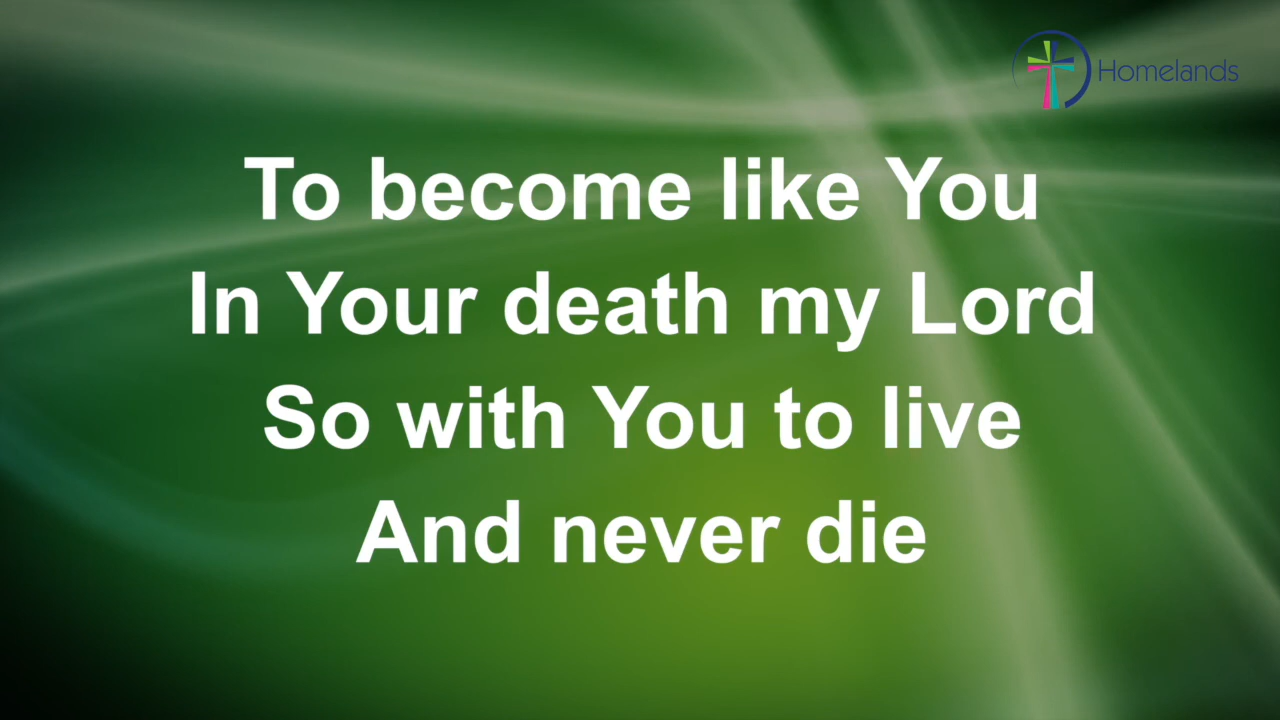 Homelands
To become like You
In Your death my Lord
So with You to live
And never die